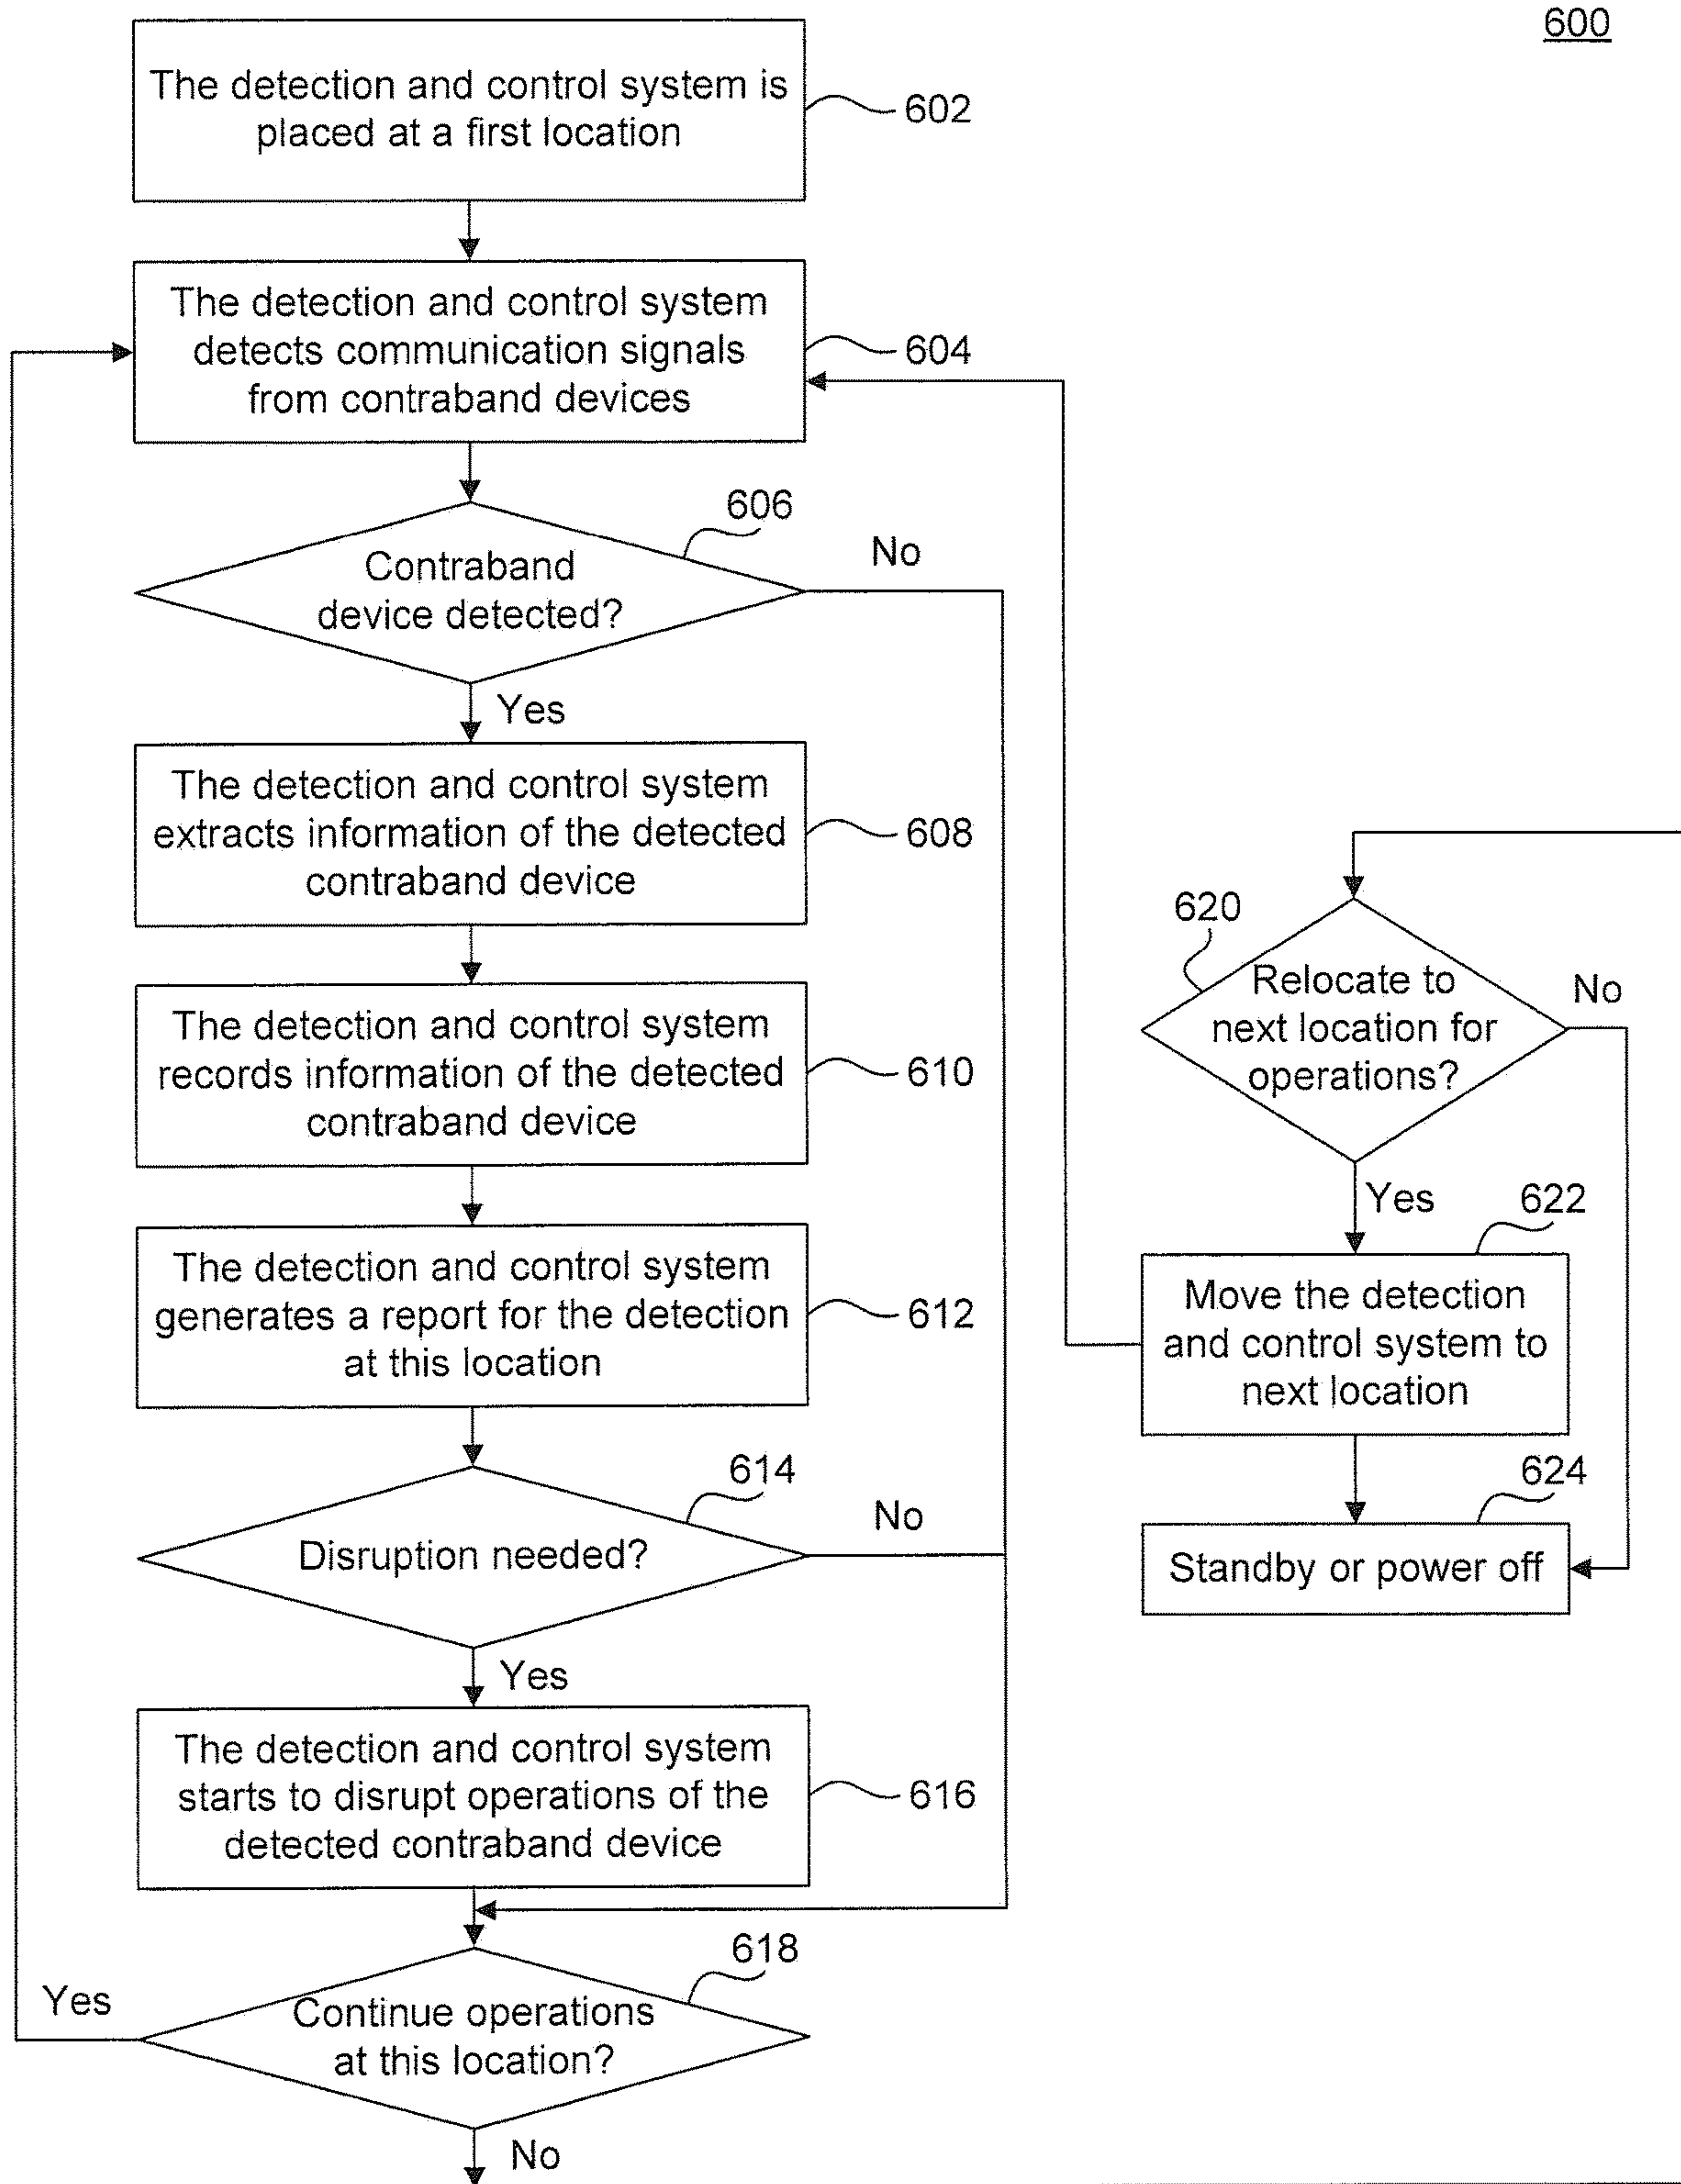 600
The detection and control system is
placed at a first location
602
The detection and control system
detects communication signals
from contraband devices
604
606
Contraband
device detected?
No
Yes
The detection and control system
extracts information of the detected
contraband device
608
The detection and control system
records information of the detected
contraband device
610
The detection and control system
generates a report for the detection
at this location
612
614
Disruption needed?
No
Yes
The detection and control system
starts to disrupt operations of the
detected contraband device
616
618
Continue operations
at this location?
Yes
No
620
Relocate to
next location for
operations?
No
Yes
622
Move the detection
and control system to
next location
624
Standby or power off